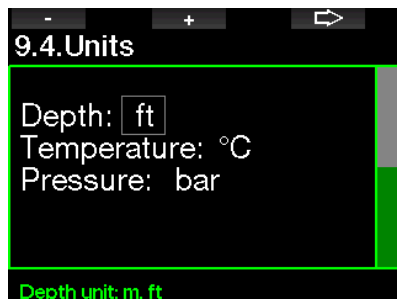 - +
9.4.Units
Depth: ft
Temperature: °C
Pressure: bar
Depth unit: m, ft